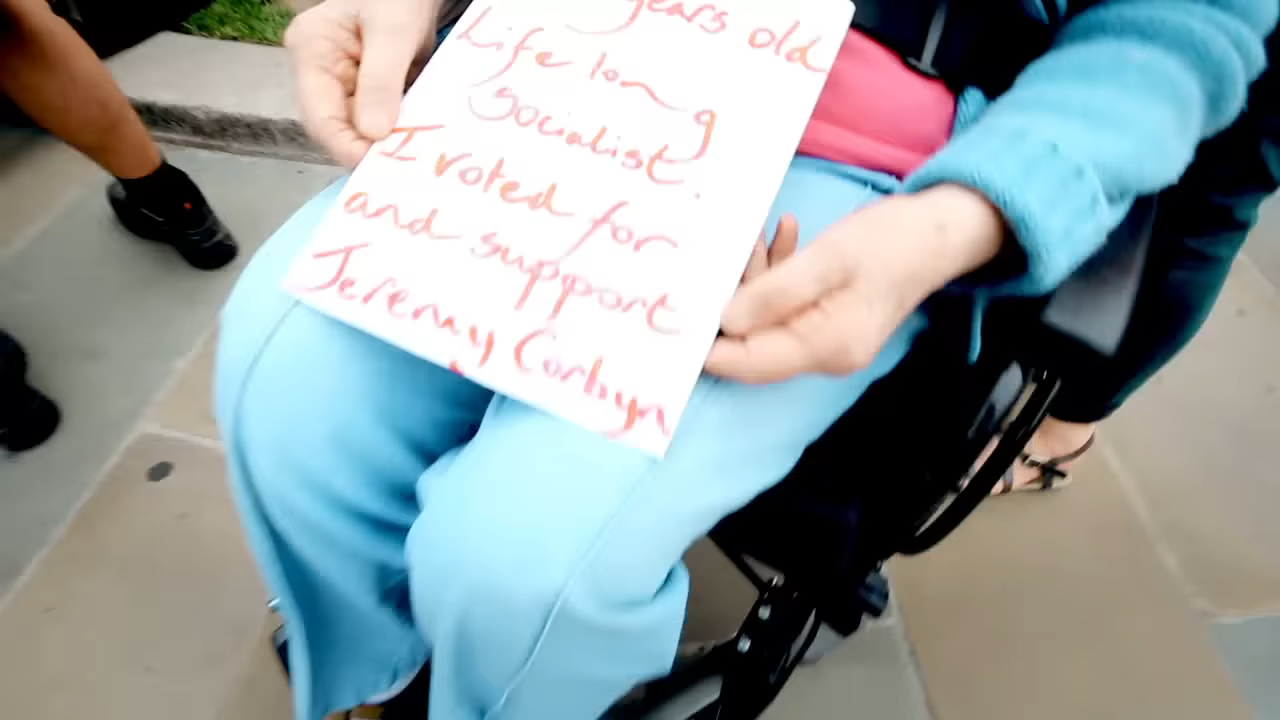 years old
Life long
Socialist.
I voted for
and support
Jeremy Corbyn